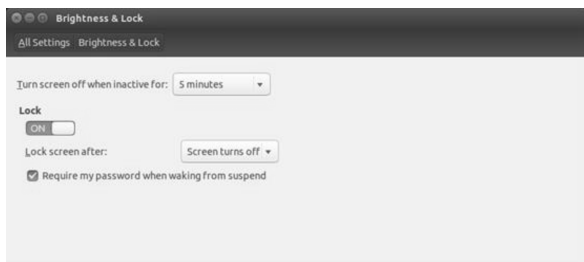 Brightness & Lock
All Settings Brightness & Lock
Turn screen off when inactive for: 5 minutes
Lock
ON
Lock screen after: Screen turns off
Require my password when waking from suspend